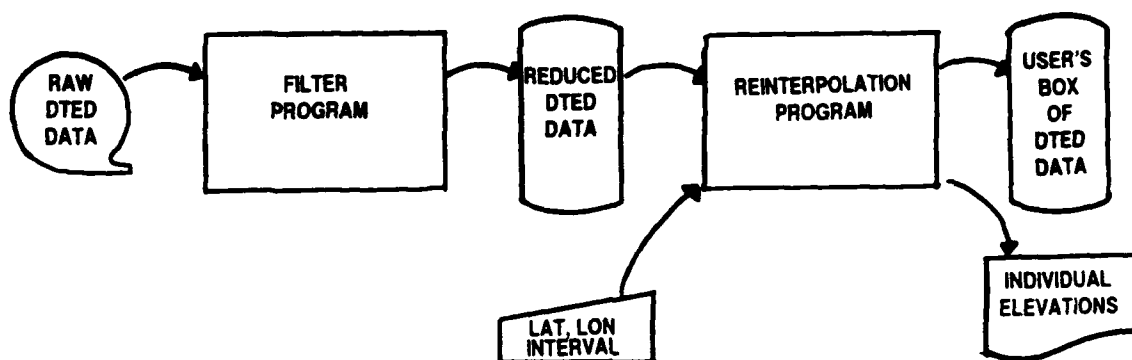 RAW
DTED
DATA
FILTER
PROGRAM
REDUCED
DTED
DATA
REINTERPOLATION
PROGRAM
USER'S
BOX
OF
DTED
DATA
LAT, LON
INTERVAL
INDIVIDUAL
ELEVATIONS